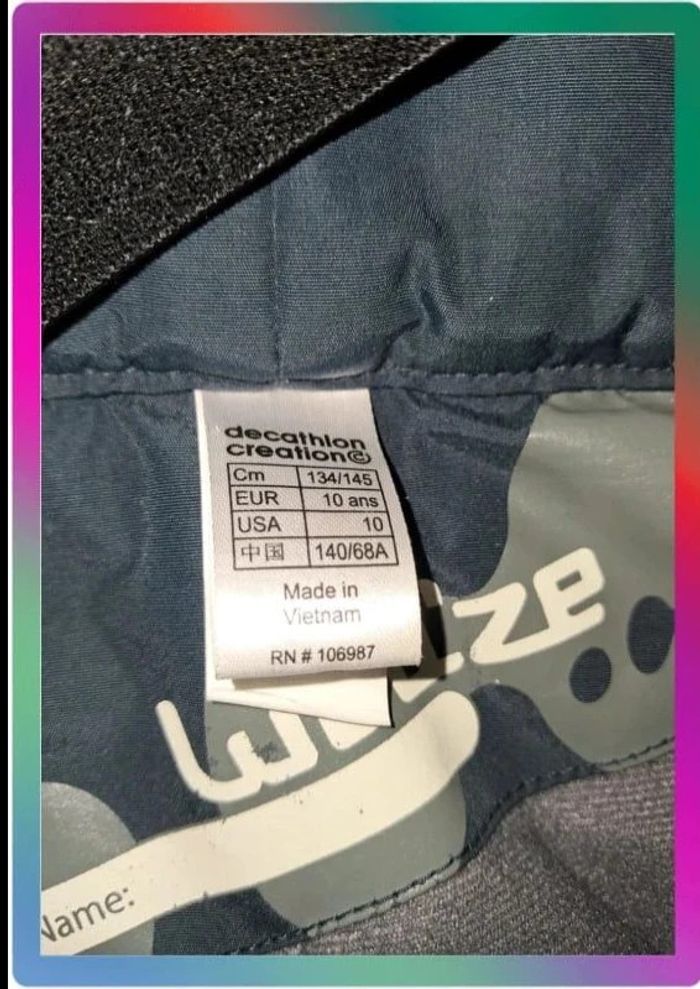 decathlon
creation©
Cm 134/145
EUR 10 ans
USA 10
中国 140/68A
Made in
Vietnam
RN # 106987
Name: